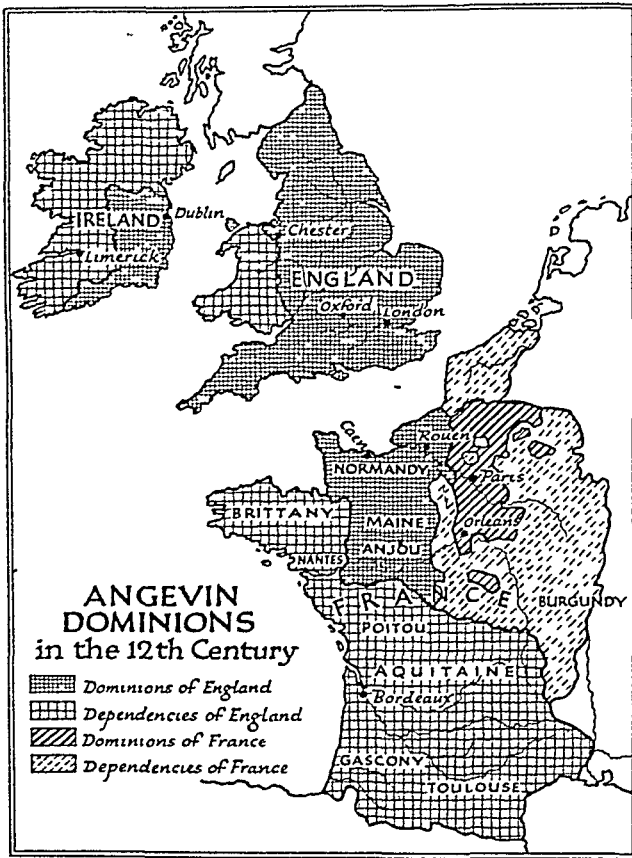 IRELAND
Dublin
Limerick
Chester
ENGLAND
Oxford
London
Caen
Rouen
NORMANDY
Paris
BRITTANY
MAINE
Orléans
ANJOU
NANTES
FRANCE
BURGUNDY
POITOU
AQUITAINE
Bordeaux
GASCONY
TOULOUSE
ANGEVIN
DOMINIONS
in the 12th Century
Dominions of England
Dependencies of England
Dominions of France
Dependencies of France